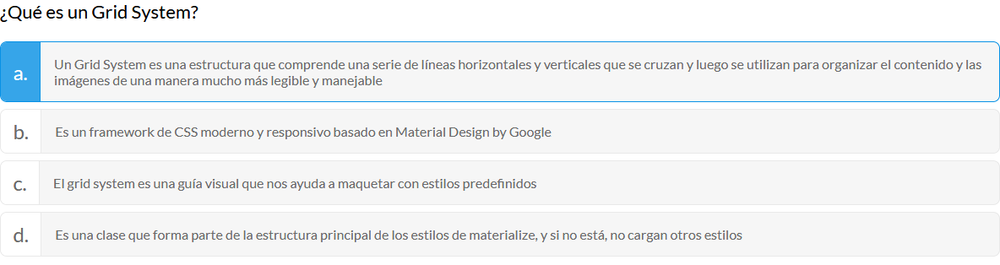 ¿Qué es un Grid System?
a.
Un Grid System es una estructura que comprende una serie de líneas horizontales y verticales que se cruzan y luego se utilizan para organizar el contenido y las
imágenes de una manera mucho más legible y manejable
b.
Es un framework de CSS moderno y responsivo basado en Material Design by Google
c.
El grid system es una guía visual que nos ayuda a maquetar con estilos predefinidos
d.
Es una clase que forma parte de la estructura principal de los estilos de materialize, y si no está, no cargan otros estilos